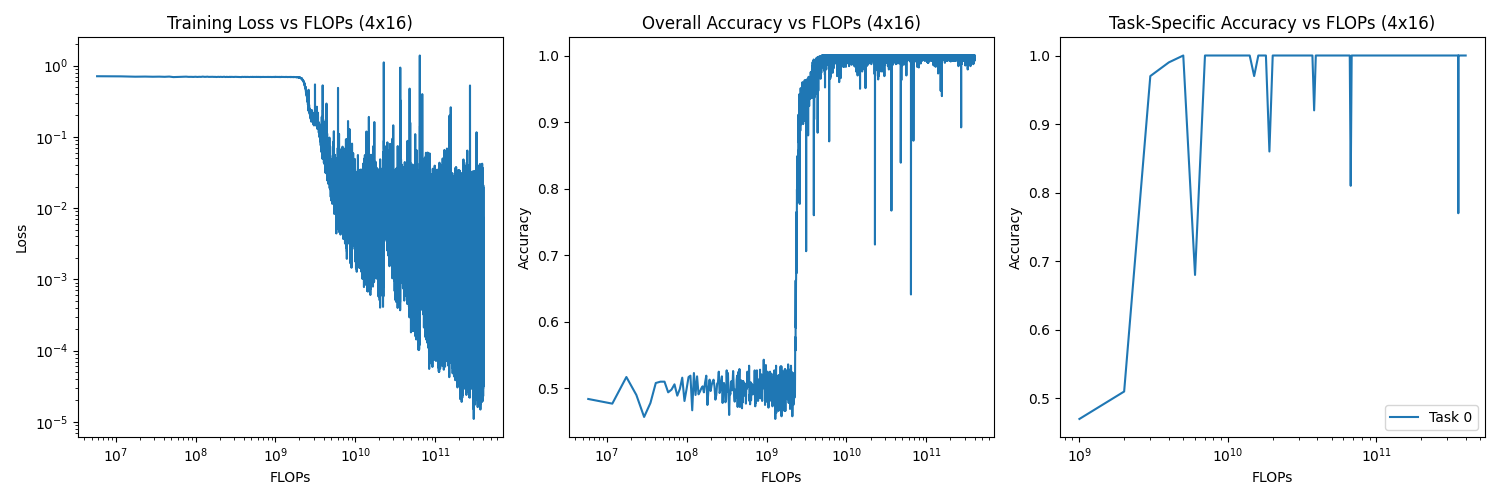 Training Loss vs FLOPs (4x16)
10⁰
10⁻¹
10⁻²
10⁻³
10⁻⁴
10⁻⁵
Loss
10⁷ 10⁸ 10⁹ 10¹⁰ 10¹¹
FLOPs
Overall Accuracy vs FLOPs (4x16)
1.0
0.9
0.8
0.7
0.6
0.5
Accuracy
10⁷ 10⁸ 10⁹ 10¹⁰ 10¹¹
FLOPs
Task-Specific Accuracy vs FLOPs (4x16)
1.0
0.9
0.8
0.7
0.6
0.5
Accuracy
Task 0
10⁹ 10¹⁰ 10¹¹
FLOPs